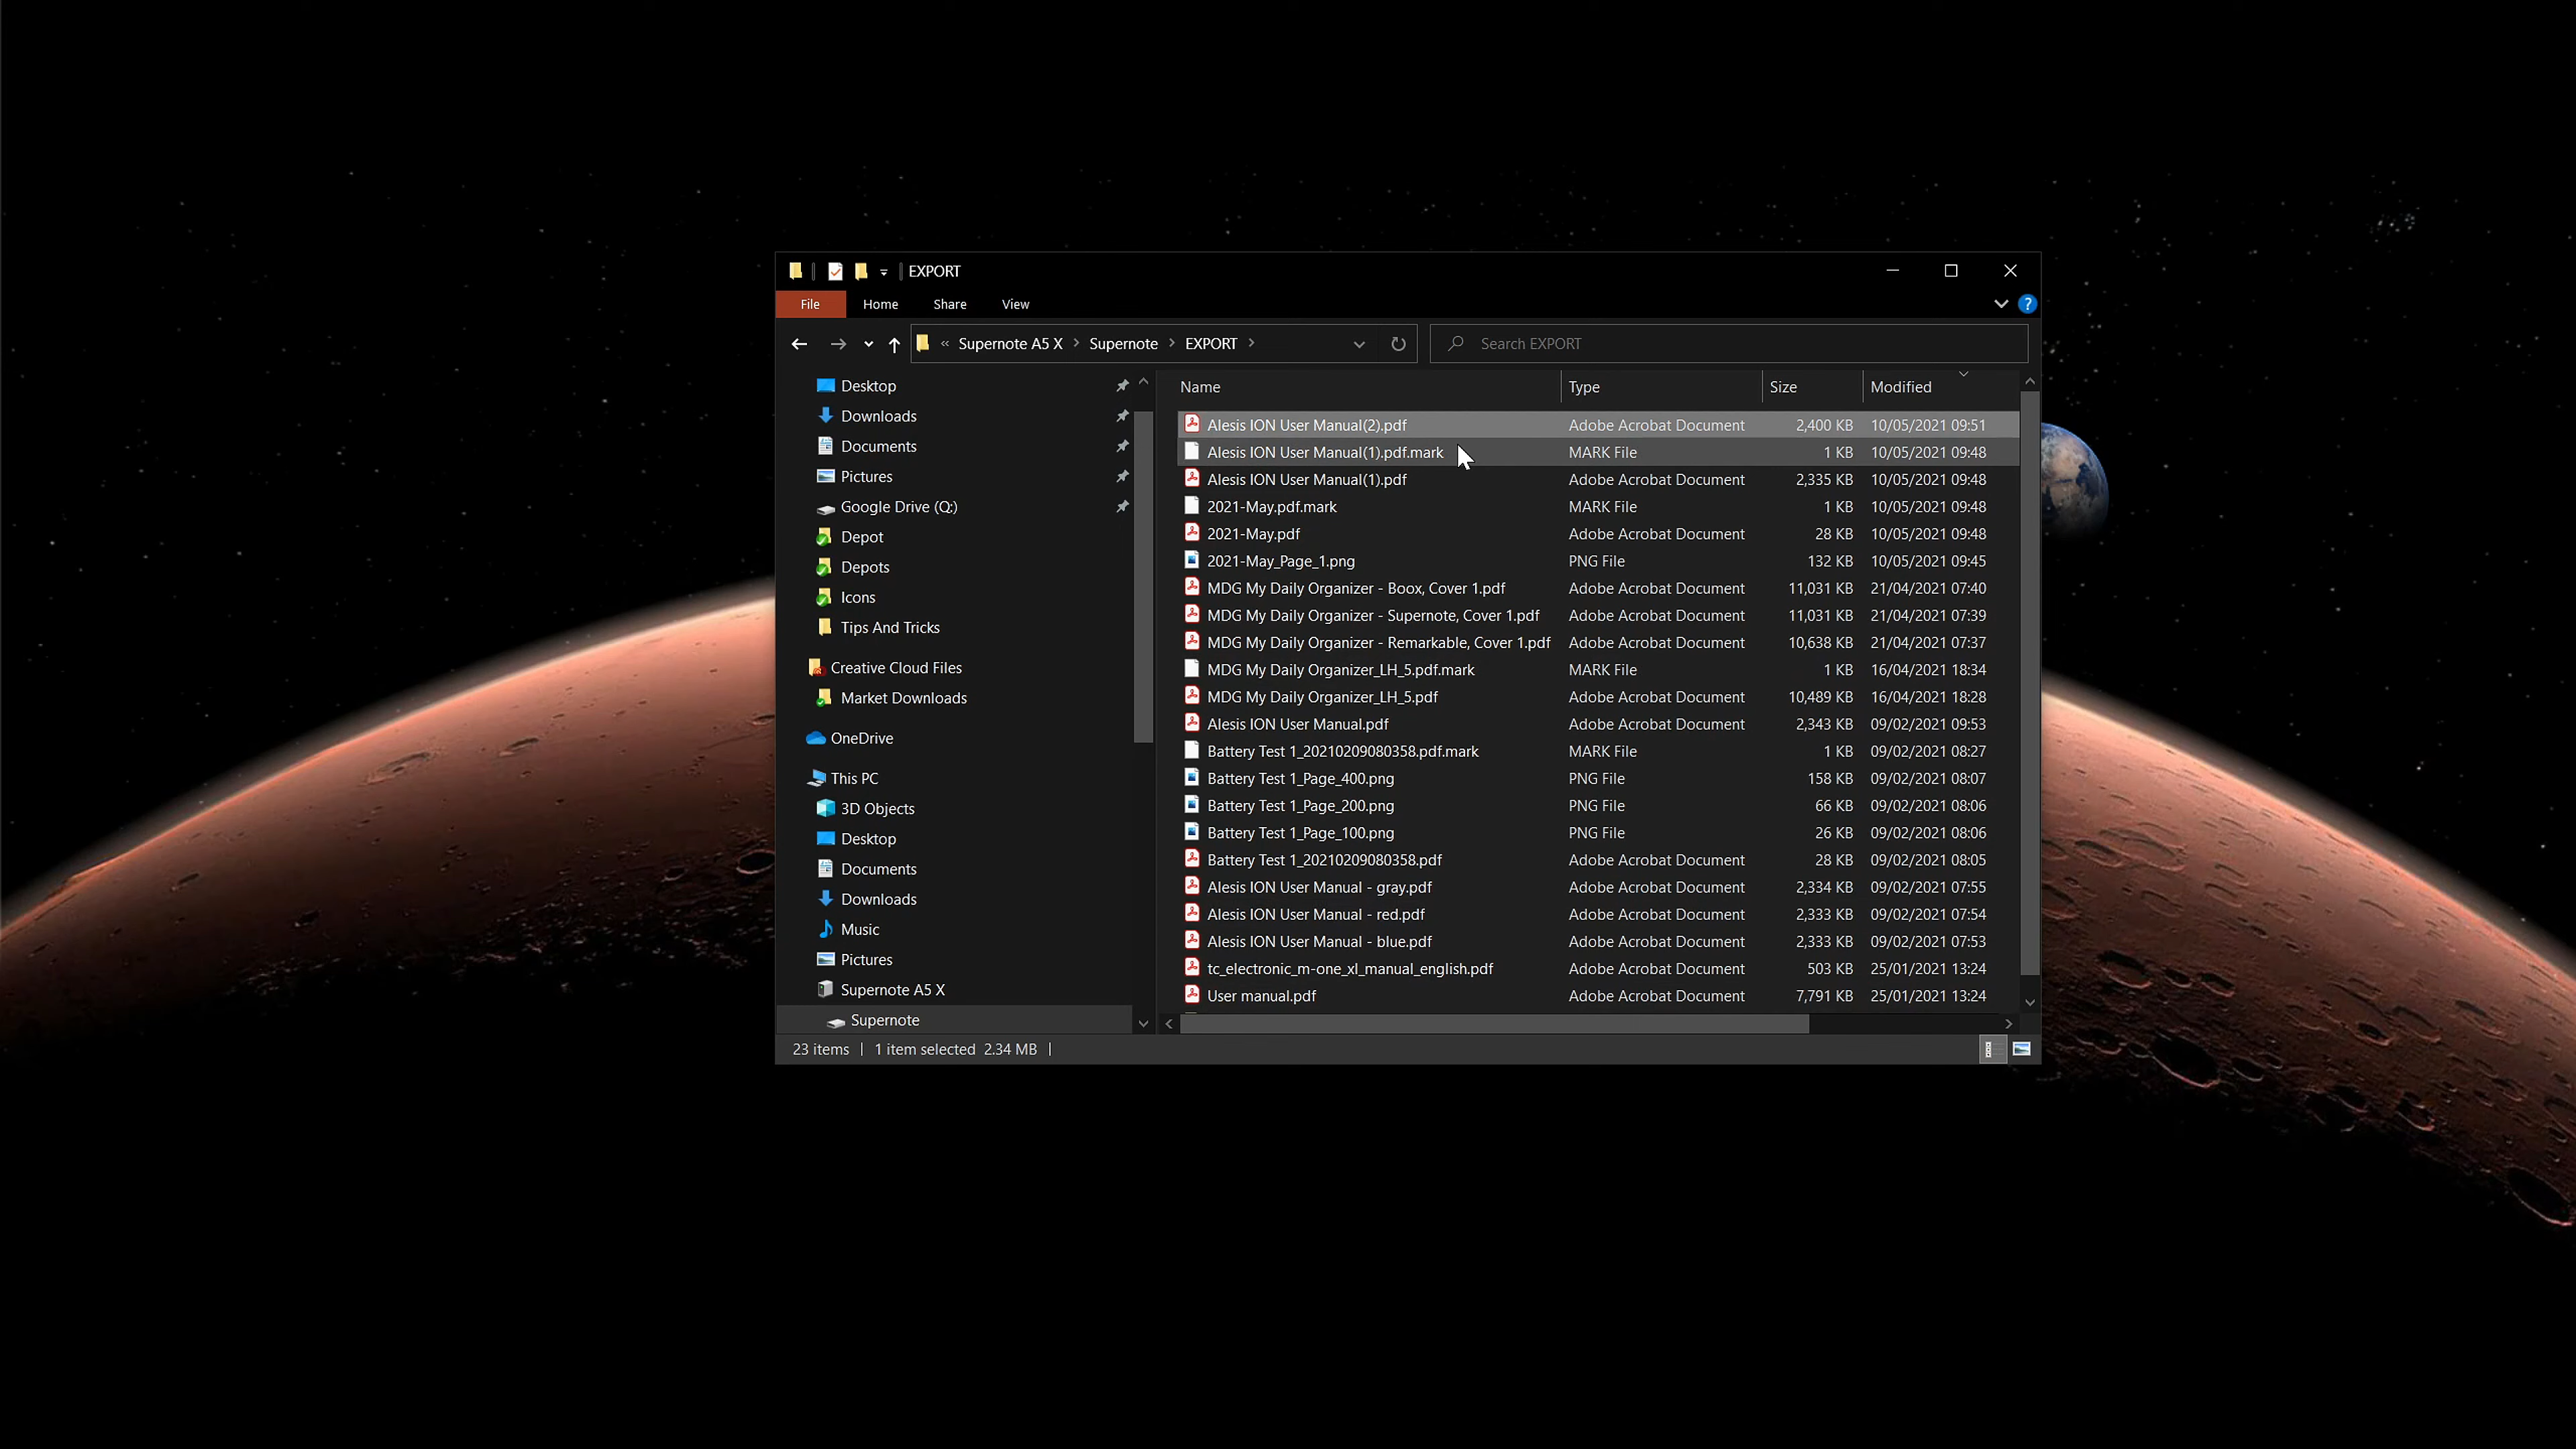 EXPORT
File Home Share View ?
« Supernote A5 X > Supernote > EXPORT > Search EXPORT
Desktop
Downloads
Documents
Pictures
Google Drive (Q:)
Depot
Depots
Icons
Tips And Tricks
Creative Cloud Files
Market Downloads
OneDrive
This PC
3D Objects
Desktop
Documents
Downloads
Music
Pictures
Supernote A5 X
Supernote
Name Type Size Modified
Alesis ION User Manual(2).pdf Adobe Acrobat Document 2,400 KB 10/05/2021 09:51
Alesis ION User Manual(1).pdf.mark MARK File 1 KB 10/05/2021 09:48
Alesis ION User Manual(1).pdf Adobe Acrobat Document 2,335 KB 10/05/2021 09:48
2021-May.pdf.mark MARK File 1 KB 10/05/2021 09:48
2021-May.pdf Adobe Acrobat Document 28 KB 10/05/2021 09:48
2021-May_Page_1.png PNG File 132 KB 10/05/2021 09:45
MDG My Daily Organizer - Boox, Cover 1.pdf Adobe Acrobat Document 11,031 KB 21/04/2021 07:40
MDG My Daily Organizer - Supernote, Cover 1.pdf Adobe Acrobat Document 11,031 KB 21/04/2021 07:39
MDG My Daily Organizer - Remarkable, Cover 1.pdf Adobe Acrobat Document 10,638 KB 21/04/2021 07:37
MDG My Daily Organizer_LH_5.pdf.mark MARK File 1 KB 16/04/2021 18:34
MDG My Daily Organizer_LH_5.pdf Adobe Acrobat Document 10,489 KB 16/04/2021 18:28
Alesis ION User Manual.pdf Adobe Acrobat Document 2,343 KB 09/02/2021 09:53
Battery Test 1_20210209080358.pdf.mark MARK File 1 KB 09/02/2021 08:27
Battery Test 1_Page_400.png PNG File 158 KB 09/02/2021 08:07
Battery Test 1_Page_200.png PNG File 66 KB 09/02/2021 08:06
Battery Test 1_Page_100.png PNG File 26 KB 09/02/2021 08:06
Battery Test 1_20210209080358.pdf Adobe Acrobat Document 28 KB 09/02/2021 08:05
Alesis ION User Manual - gray.pdf Adobe Acrobat Document 2,334 KB 09/02/2021 07:55
Alesis ION User Manual - red.pdf Adobe Acrobat Document 2,333 KB 09/02/2021 07:54
Alesis ION User Manual - blue.pdf Adobe Acrobat Document 2,333 KB 09/02/2021 07:53
tc_electronic_m-one_xl_manual_english.pdf Adobe Acrobat Document 503 KB 25/01/2021 13:24
User manual.pdf Adobe Acrobat Document 7,791 KB 25/01/2021 13:24
23 items 1 item selected 2.34 MB